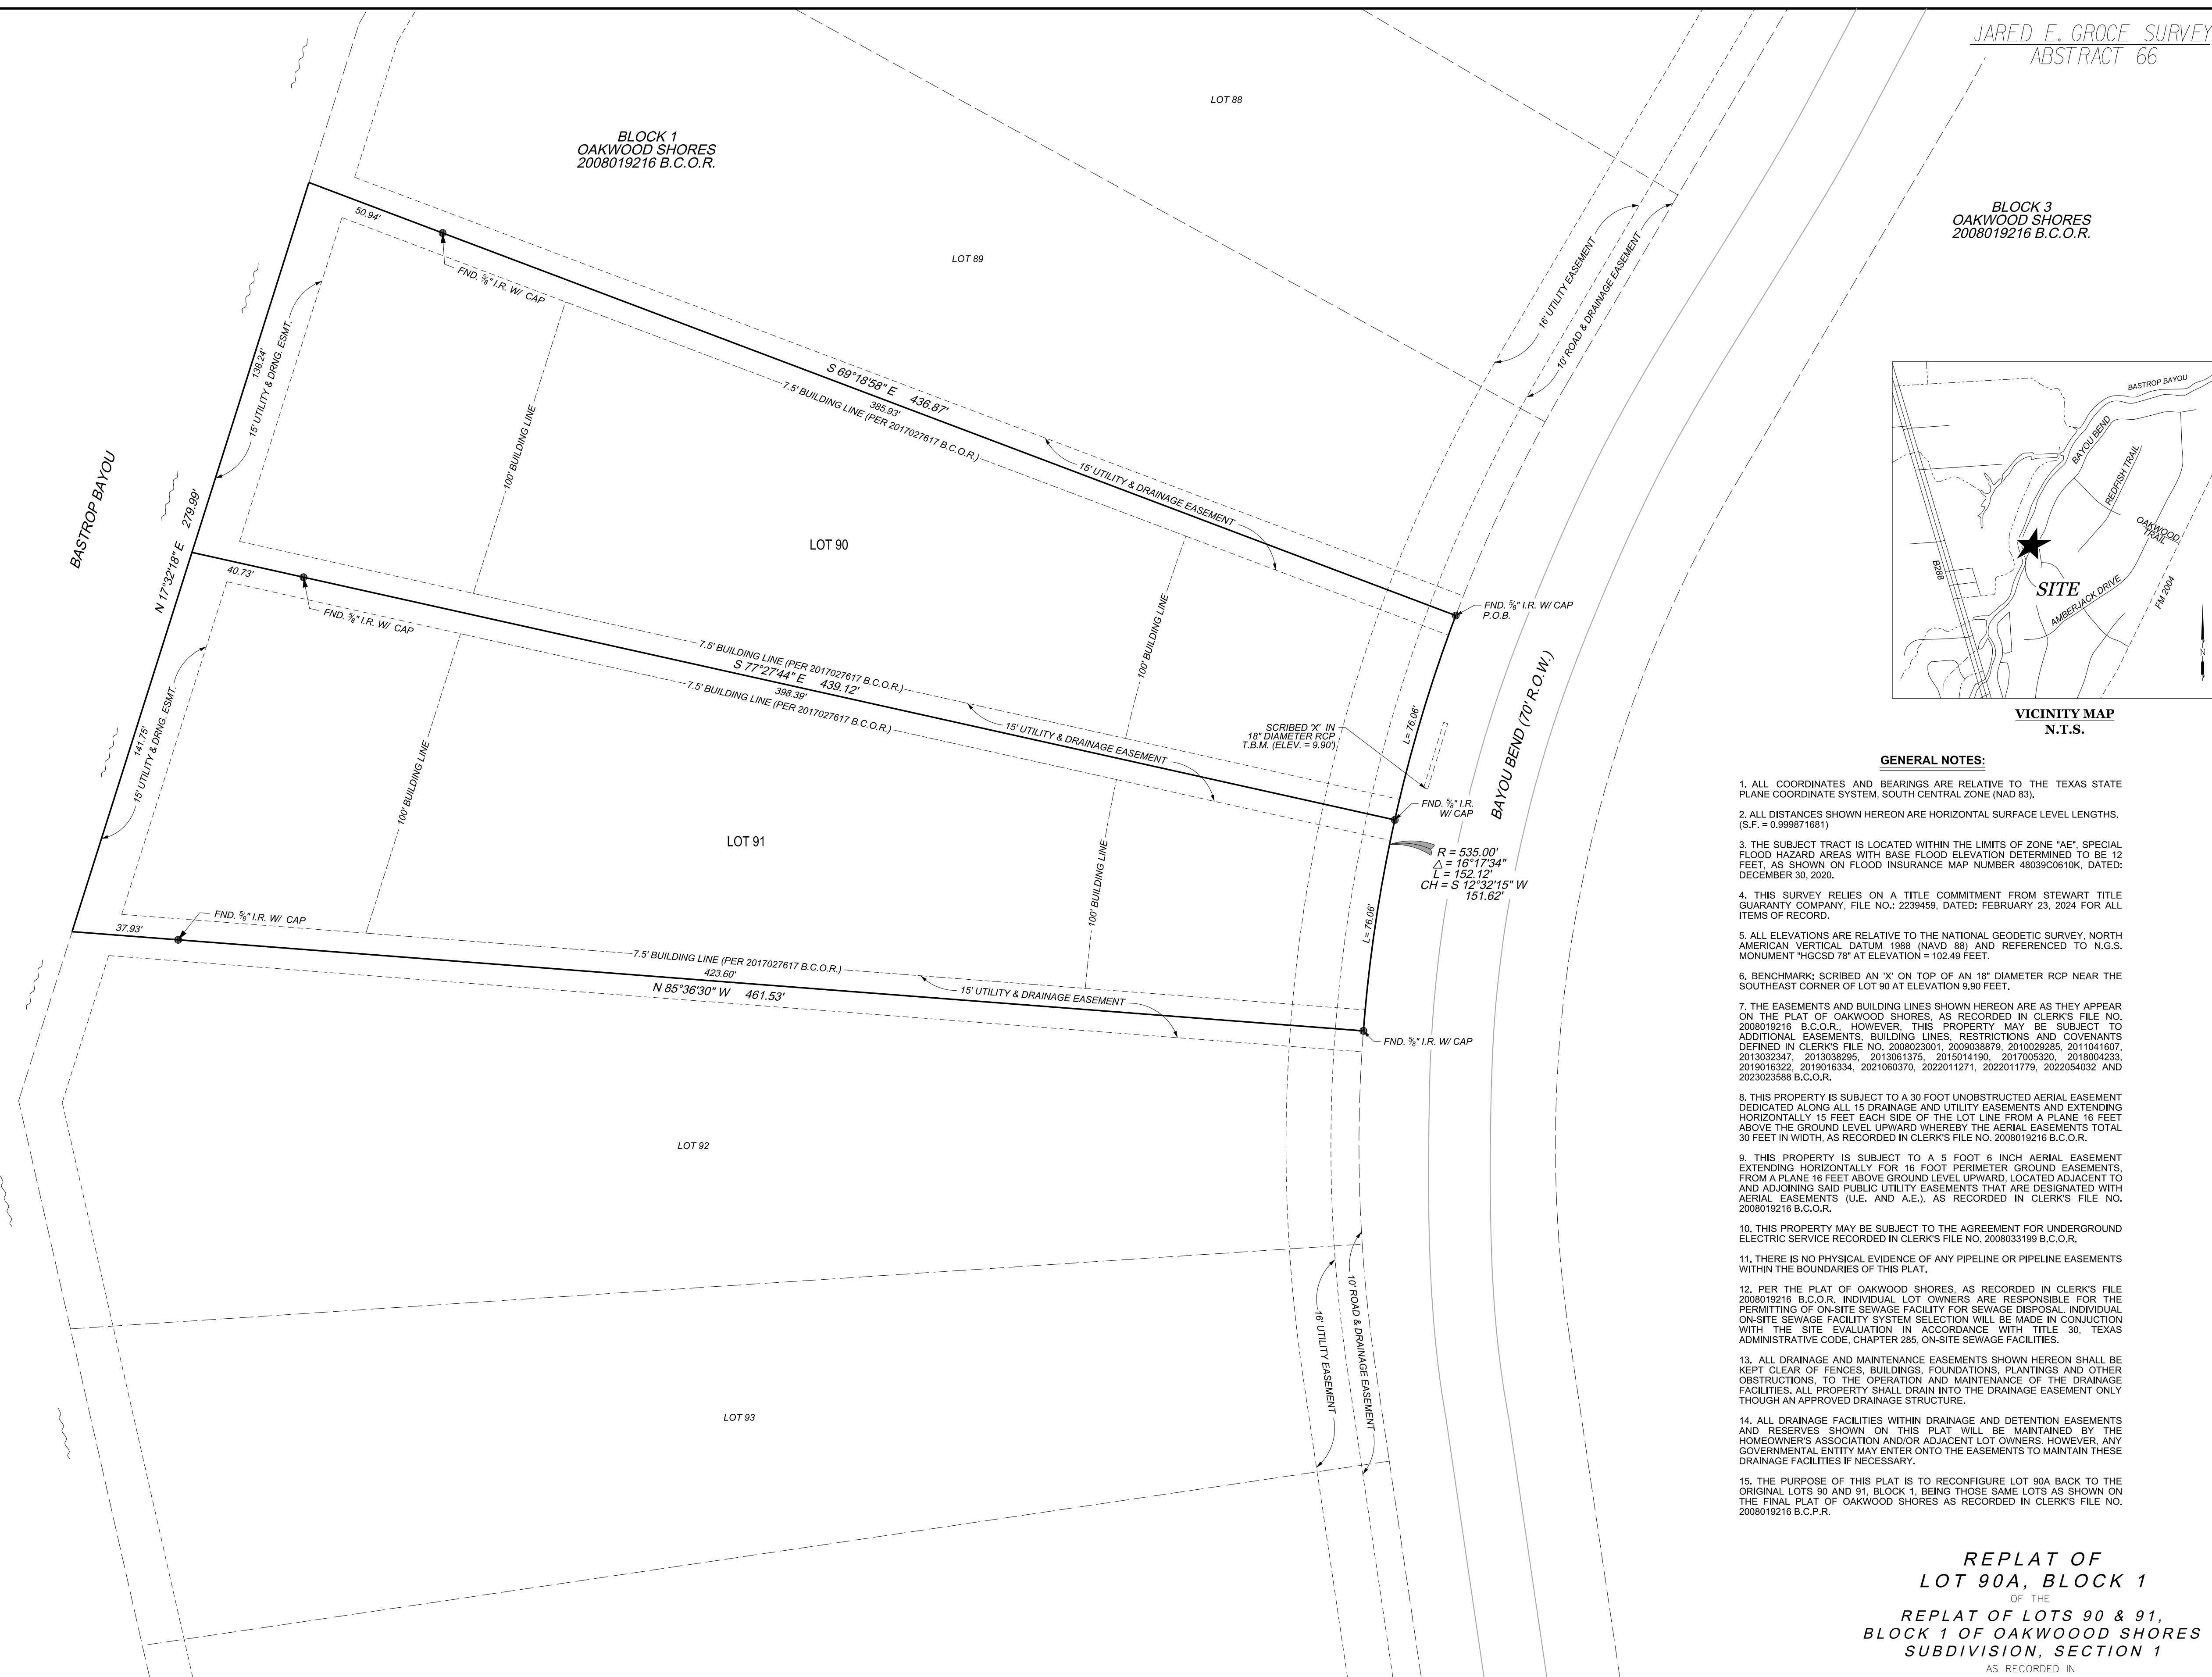 JARED E. GROCE SURVEY
ABSTRACT 66
LOT 88
BLOCK 1
OAKWOOD SHORES
2008019216 B.C.O.R.
BLOCK 3
OAKWOOD SHORES
2008019216 B.C.O.R.
50.94'
FND. 5/8" I.R. W/ CAP
LOT 89
16' UTILITY EASEMENT
10' ROAD & DRAINAGE EASEMENT
138.24'
15' UTILITY & DRNG. ESMT.
100' BUILDING LINE
S 69°18'58" E 436.87'
385.93'
7.5' BUILDING LINE (PER 2017027617 B.C.O.R.)
15' UTILITY & DRAINAGE EASEMENT
BASTROP BAYOU
N 17°32'18" E 279.99'
LOT 90
40.73'
FND. 5/8" I.R. W/ CAP
100' BUILDING LINE
FND. 5/8" I.R. W/ CAP
P.O.B.
7.5' BUILDING LINE (PER 2017027617 B.C.O.R.)
S 77°27'44" E 439.12'
398.39'
7.5' BUILDING LINE (PER 2017027617 B.C.O.R.)
15' UTILITY & DRAINAGE EASEMENT
SCRIBED 'X' IN
18" DIAMETER RCP
T.B.M. (ELEV. = 9.90')
L= 76.06'
BAYOU BEND (70' R.O.W.)
141.75'
15' UTILITY & DRNG. ESMT.
100' BUILDING LINE
LOT 91
100' BUILDING LINE
FND. 5/8" I.R.
W/ CAP
R = 535.00'
△ = 16°17'34"
L = 152.12'
CH = S 12°32'15" W
151.62'
L= 76.06'
37.93'
FND. 5/8" I.R. W/ CAP
7.5' BUILDING LINE (PER 2017027617 B.C.O.R.)
423.60'
N 85°36'30" W 461.53'
15' UTILITY & DRAINAGE EASEMENT
FND. 5/8" I.R. W/ CAP
LOT 92
16' UTILITY EASEMENT
10' ROAD & DRAINAGE EASEMENT
LOT 93
BASTROP BAYOU
BAYOU BEND
REDFISH TRAIL
OAKWOOD
TRAIL
B288
SITE
AMBERJACK DRIVE
FM 2004
N
VICINITY MAP
N.T.S.
GENERAL NOTES:
1. ALL COORDINATES AND BEARINGS ARE RELATIVE TO THE TEXAS STATE
PLANE COORDINATE SYSTEM, SOUTH CENTRAL ZONE (NAD 83).
2. ALL DISTANCES SHOWN HEREON ARE HORIZONTAL SURFACE LEVEL LENGTHS.
(S.F. = 0.999871681)
3. THE SUBJECT TRACT IS LOCATED WITHIN THE LIMITS OF ZONE "AE", SPECIAL
FLOOD HAZARD AREAS WITH BASE FLOOD ELEVATION DETERMINED TO BE 12
FEET, AS SHOWN ON FLOOD INSURANCE MAP NUMBER 48039C0610K, DATED:
DECEMBER 30, 2020.
4. THIS SURVEY RELIES ON A TITLE COMMITMENT FROM STEWART TITLE
GUARANTY COMPANY, FILE NO.: 2239459, DATED: FEBRUARY 23, 2024 FOR ALL
ITEMS OF RECORD.
5. ALL ELEVATIONS ARE RELATIVE TO THE NATIONAL GEODETIC SURVEY, NORTH
AMERICAN VERTICAL DATUM 1988 (NAVD 88) AND REFERENCED TO N.G.S.
MONUMENT "HGCSD 78" AT ELEVATION = 102.49 FEET.
6. BENCHMARK: SCRIBED AN 'X' ON TOP OF AN 18" DIAMETER RCP NEAR THE
SOUTHEAST CORNER OF LOT 90 AT ELEVATION 9.90 FEET.
7. THE EASEMENTS AND BUILDING LINES SHOWN HEREON ARE AS THEY APPEAR
ON THE PLAT OF OAKWOOD SHORES, AS RECORDED IN CLERK'S FILE NO.
2008019216 B.C.O.R., HOWEVER, THIS PROPERTY MAY BE SUBJECT TO
ADDITIONAL EASEMENTS, BUILDING LINES, RESTRICTIONS AND COVENANTS
DEFINED IN CLERK'S FILE NO. 2008023001, 2009038879, 2010029285, 2011041607,
2013032347, 2013038295, 2013061375, 2015014190, 2017005320, 2018004233,
2019016322, 2019016334, 2021060370, 2022011271, 2022011779, 2022054032 AND
2023023588 B.C.O.R.
8. THIS PROPERTY IS SUBJECT TO A 30 FOOT UNOBSTRUCTED AERIAL EASEMENT
DEDICATED ALONG ALL 15 DRAINAGE AND UTILITY EASEMENTS AND EXTENDING
HORIZONTALLY 15 FEET EACH SIDE OF THE LOT LINE FROM A PLANE 16 FEET
ABOVE THE GROUND LEVEL UPWARD WHEREBY THE AERIAL EASEMENTS TOTAL
30 FEET IN WIDTH, AS RECORDED IN CLERK'S FILE NO. 2008019216 B.C.O.R.
9. THIS PROPERTY IS SUBJECT TO A 5 FOOT 6 INCH AERIAL EASEMENT
EXTENDING HORIZONTALLY FOR 16 FOOT PERIMETER GROUND EASEMENTS,
FROM A PLANE 16 FEET ABOVE GROUND LEVEL UPWARD, LOCATED ADJACENT TO
AND ADJOINING SAID PUBLIC UTILITY EASEMENTS THAT ARE DESIGNATED WITH
AERIAL EASEMENTS (U.E. AND A.E.), AS RECORDED IN CLERK'S FILE NO.
2008019216 B.C.O.R.
10. THIS PROPERTY MAY BE SUBJECT TO THE AGREEMENT FOR UNDERGROUND
ELECTRIC SERVICE RECORDED IN CLERK'S FILE NO. 2008033199 B.C.O.R.
11. THERE IS NO PHYSICAL EVIDENCE OF ANY PIPELINE OR PIPELINE EASEMENTS
WITHIN THE BOUNDARIES OF THIS PLAT.
12. PER THE PLAT OF OAKWOOD SHORES, AS RECORDED IN CLERK'S FILE
2008019216 B.C.O.R. INDIVIDUAL LOT OWNERS ARE RESPONSIBLE FOR THE
PERMITTING OF ON-SITE SEWAGE FACILITY FOR SEWAGE DISPOSAL. INDIVIDUAL
ON-SITE SEWAGE FACILITY SYSTEM SELECTION WILL BE MADE IN CONJUCTION
WITH THE SITE EVALUATION IN ACCORDANCE WITH TITLE 30, TEXAS
ADMINISTRATIVE CODE, CHAPTER 285, ON-SITE SEWAGE FACILITIES.
13. ALL DRAINAGE AND MAINTENANCE EASEMENTS SHOWN HEREON SHALL BE
KEPT CLEAR OF FENCES, BUILDINGS, FOUNDATIONS, PLANTINGS AND OTHER
OBSTRUCTIONS, TO THE OPERATION AND MAINTENANCE OF THE DRAINAGE
FACILITIES. ALL PROPERTY SHALL DRAIN INTO THE DRAINAGE EASEMENT ONLY
THOUGH AN APPROVED DRAINAGE STRUCTURE.
14. ALL DRAINAGE FACILITIES WITHIN DRAINAGE AND DETENTION EASEMENTS
AND RESERVES SHOWN ON THIS PLAT WILL BE MAINTAINED BY THE
HOMEOWNER'S ASSOCIATION AND/OR ADJACENT LOT OWNERS. HOWEVER, ANY
GOVERNMENTAL ENTITY MAY ENTER ONTO THE EASEMENTS TO MAINTAIN THESE
DRAINAGE FACILITIES IF NECESSARY.
15. THE PURPOSE OF THIS PLAT IS TO RECONFIGURE LOT 90A BACK TO THE
ORIGINAL LOTS 90 AND 91, BLOCK 1, BEING THOSE SAME LOTS AS SHOWN ON
THE FINAL PLAT OF OAKWOOD SHORES AS RECORDED IN CLERK'S FILE NO.
2008019216 B.C.P.R.
REPLAT OF
LOT 90A, BLOCK 1
OF THE
REPLAT OF LOTS 90 & 91,
BLOCK 1 OF OAKWOOOD SHORES
SUBDIVISION, SECTION 1
AS RECORDED IN